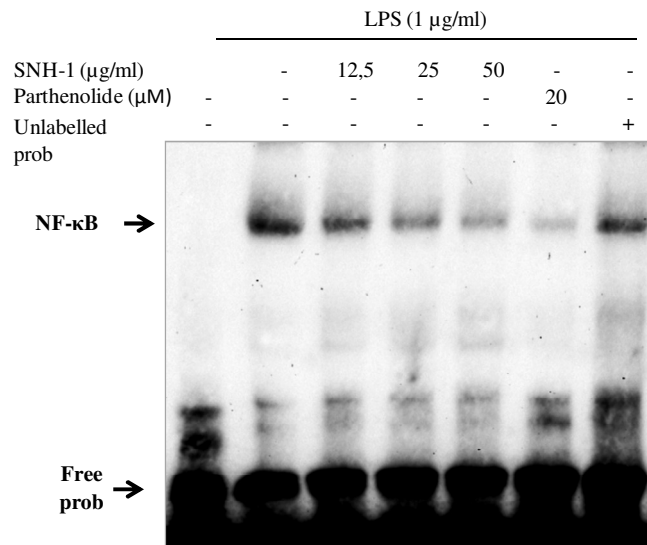 LPS (1 µg/ml)
SNH-1 (µg/ml) - 12,5 25 50 - -
Parthenolide (µM) - - - - - 20 -
Unlabelled - - - - - - +
prob
NF-κB
Free
prob